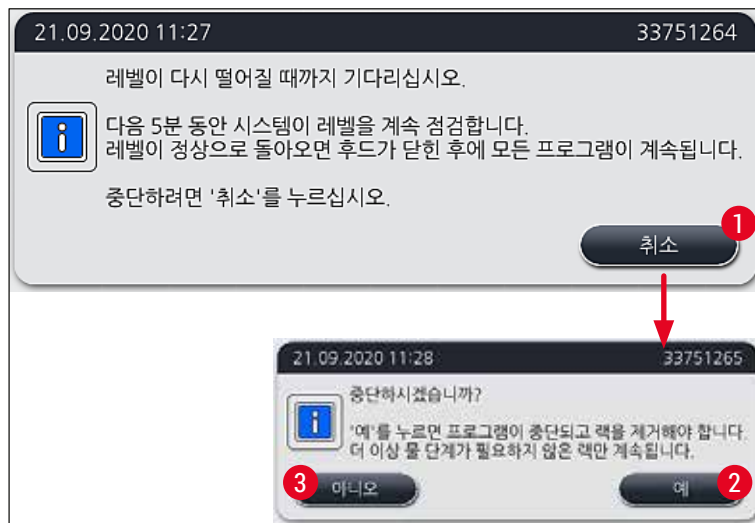 21.09.2020 11:27 33751264
레벨이 다시 떨어질 때까지 기다리십시오.
다음 5분 동안 시스템이 레벨을 계속 점검합니다.
레벨이 정상으로 돌아오면 후드가 닫힌 후에 모든 프로그램이 계속됩니다.
중단하려면 '취소'를 누르십시오.
1
취소
21.09.2020 11:28 33751265
중단하시겠습니까?
'예'를 누르면 프로그램이 중단되고 랙을 제거해야 합니다.
더 이상 물 단계가 필요하지 않은 랙만 계속됩니다.
3 아니오 예 2